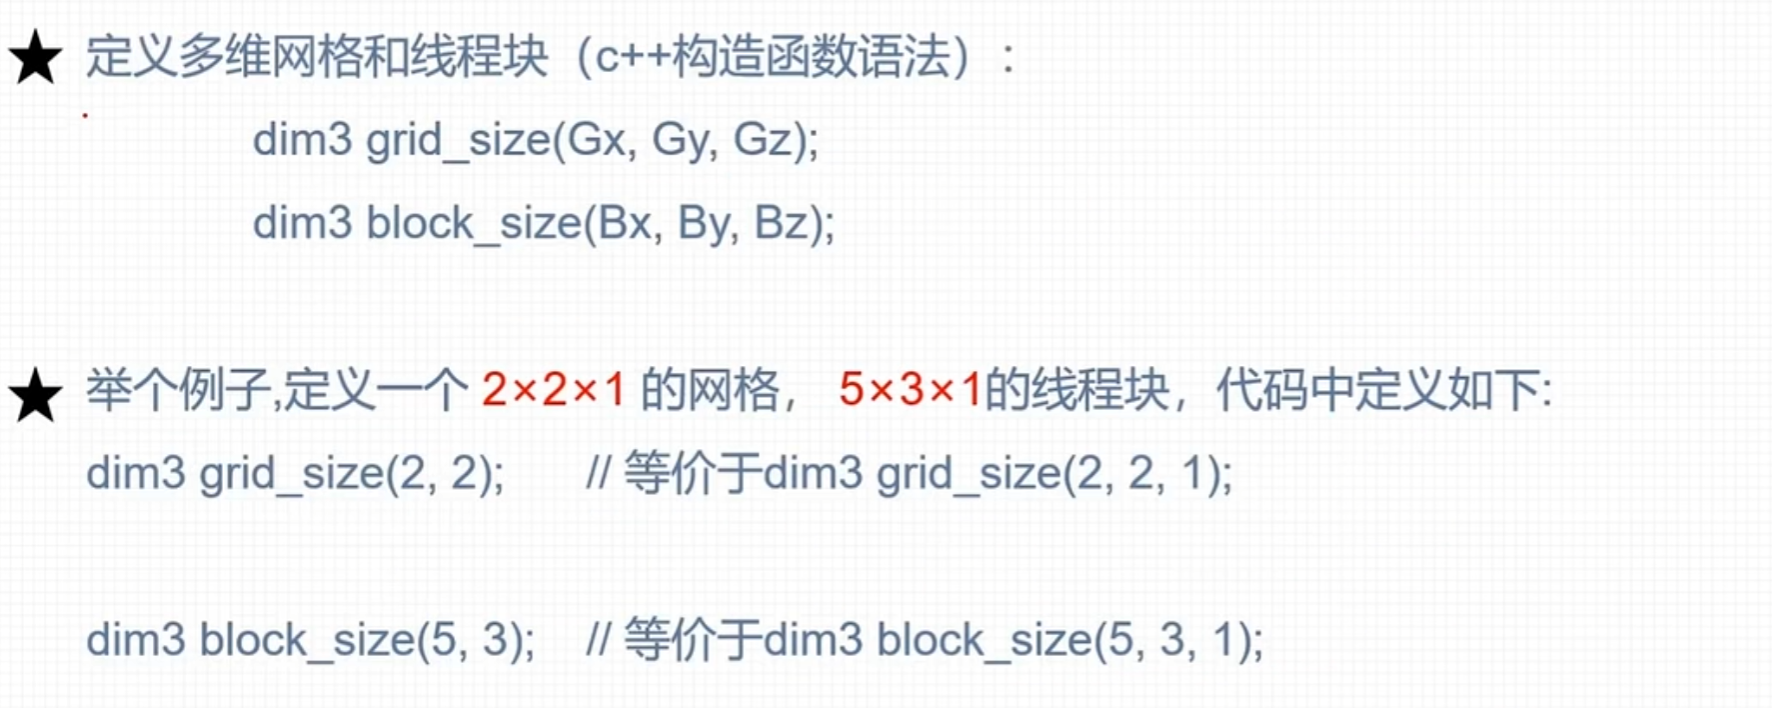 ★ 定义多维网格和线程块（c++构造函数语法）：
dim3 grid_size(Gx, Gy, Gz);
dim3 block_size(Bx, By, Bz);
★ 举个例子,定义一个 2×2×1 的网格， 5×3×1的线程块，代码中定义如下:
dim3 grid_size(2, 2); // 等价于dim3 grid_size(2, 2, 1);
dim3 block_size(5, 3); // 等价于dim3 block_size(5, 3, 1);